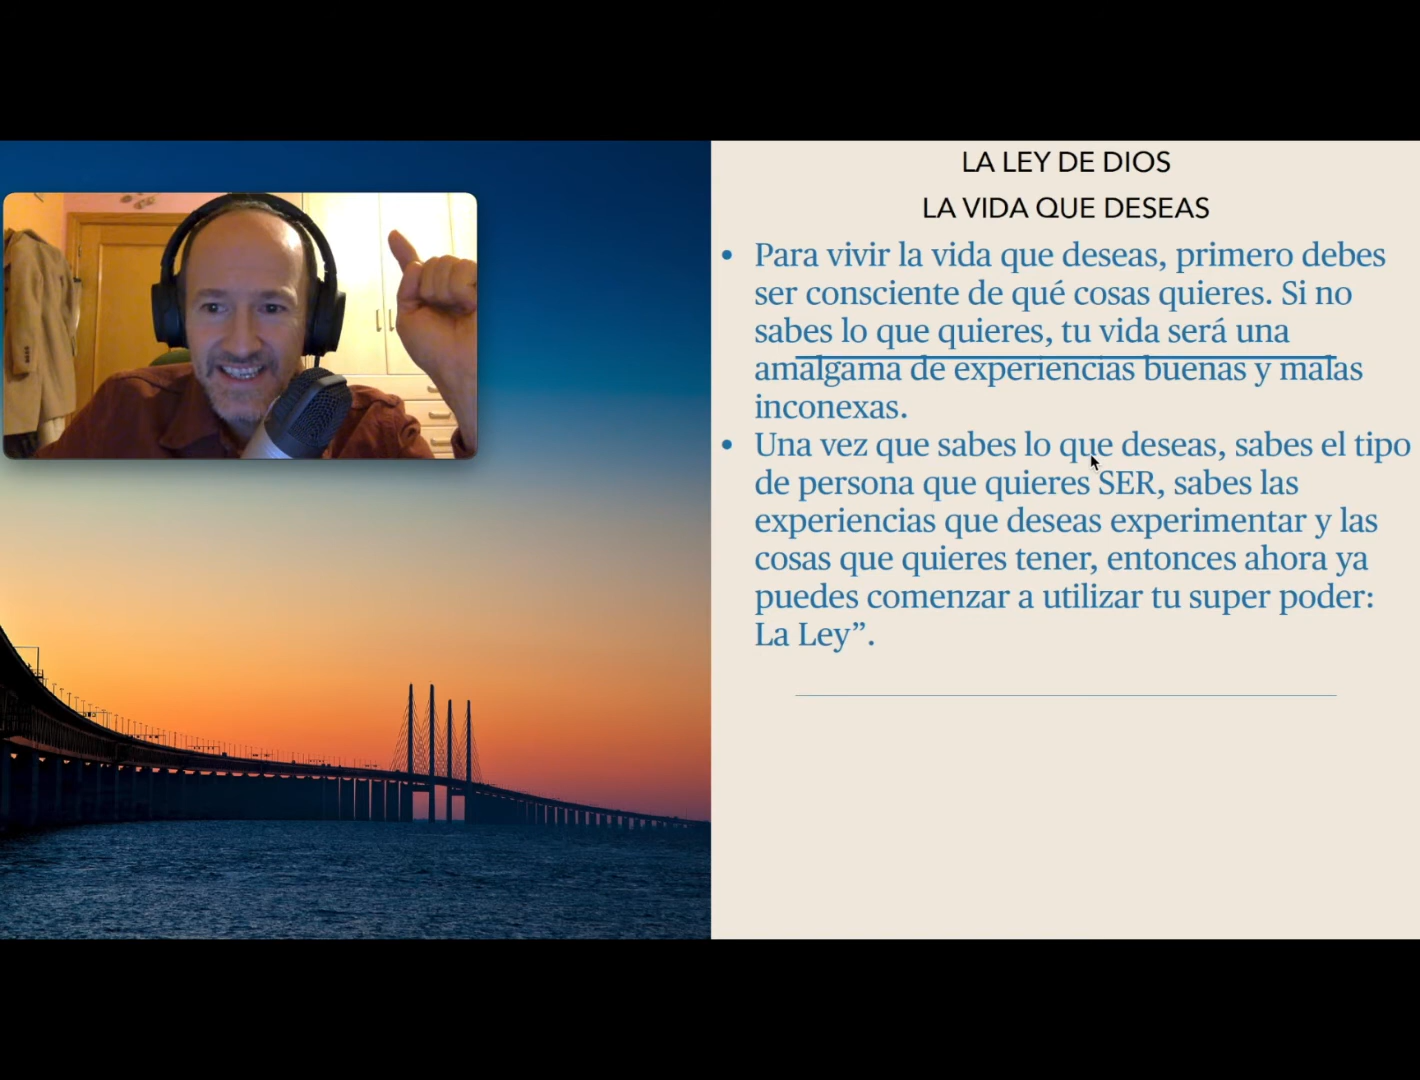 LA LEY DE DIOS
LA VIDA QUE DESEAS
• Para vivir la vida que deseas, primero debes
ser consciente de qué cosas quieres. Si no
sabes lo que quieres, tu vida será una
amalgama de experiencias buenas y malas
inconexas.
• Una vez que sabes lo que deseas, sabes el tipo
de persona que quieres SER, sabes las
experiencias que deseas experimentar y las
cosas que quieres tener, entonces ahora ya
puedes comenzar a utilizar tu super poder:
La Ley”.